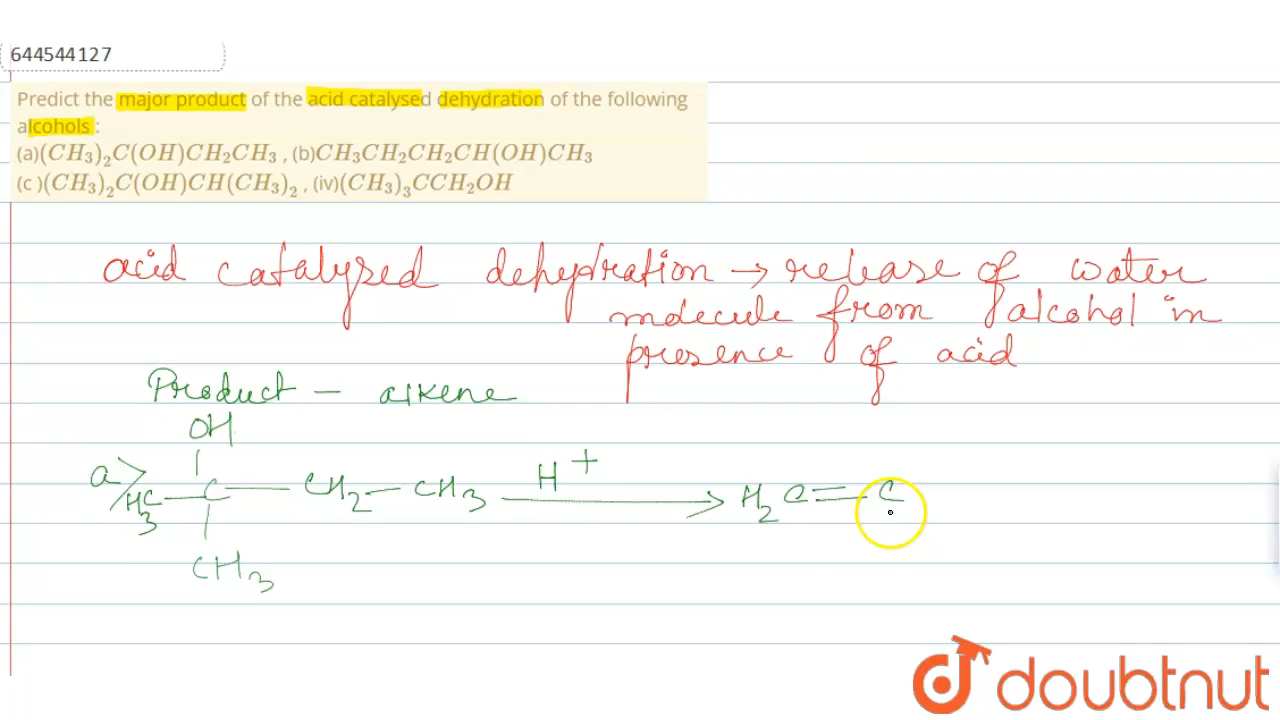 644544127
Predict the major product of the acid catalysed dehydration of the following
alcohols :
(a)(CH₃)₂C(OH)CH₂CH₃ , (b)CH₃CH₂CH₂CH(OH)CH₃
(c )(CH₃)₂C(OH)CH(CH₃)₂ , (iv)(CH₃)₃CCH₂OH
acid catalyzed dehydration → release of water
molecule from alcohol in
presence of acid
Product - alkene
OH
a> H₃C — C — CH₂ — CH₃ H⁺ → H₂C = C
CH₃
doubtnut